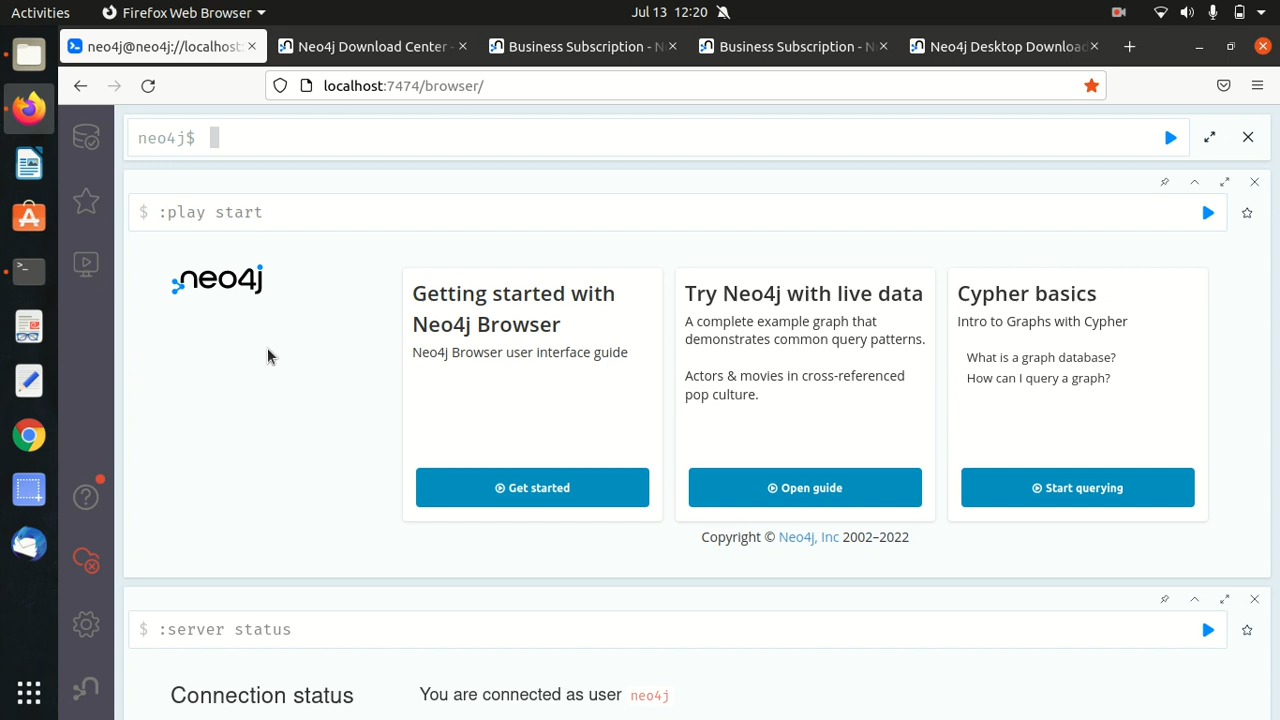 Activities
Firefox Web Browser
Jul 13 12:20
neo4j@neo4j://localhost:
Neo4j Download Center -
Business Subscription - N
Business Subscription - N
Neo4j Desktop Download
localhost:7474/browser/
neo4j$
$ :play start
neo4j
Getting started with
Neo4j Browser
Neo4j Browser user interface guide
Get started
Try Neo4j with live data
A complete example graph that
demonstrates common query patterns.
Actors & movies in cross-referenced
pop culture.
Open guide
Cypher basics
Intro to Graphs with Cypher
What is a graph database?
How can I query a graph?
Start querying
Copyright © Neo4j, Inc 2002–2022
$ :server status
Connection status
You are connected as user neo4j